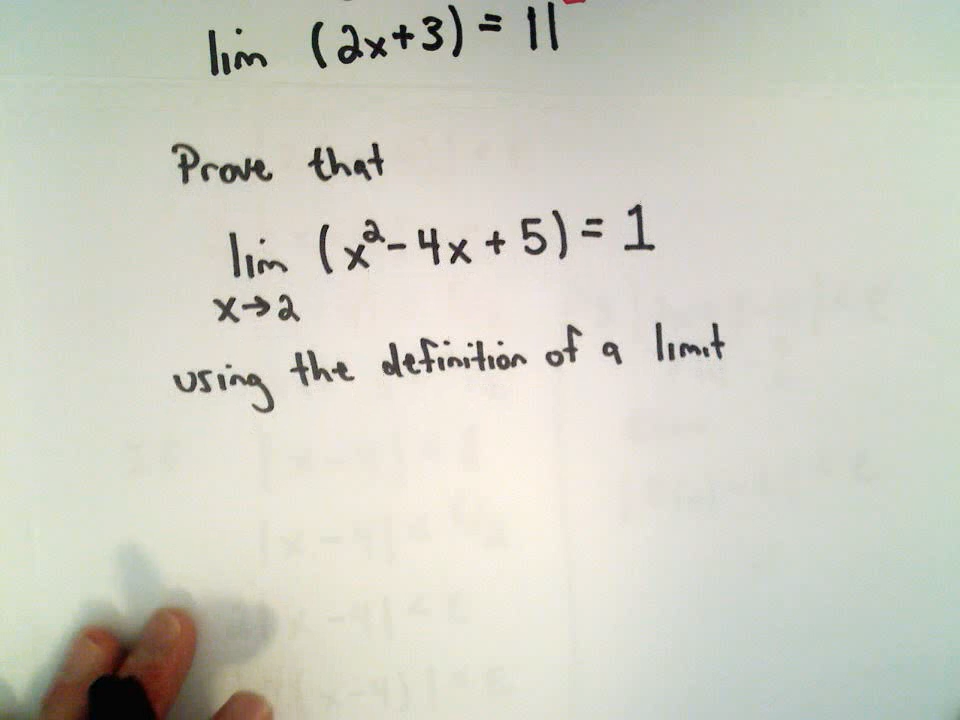 lim (2x+3) = 11
Prove that
lim (x²- 4x + 5) = 1
x→2
using the definition of a limit